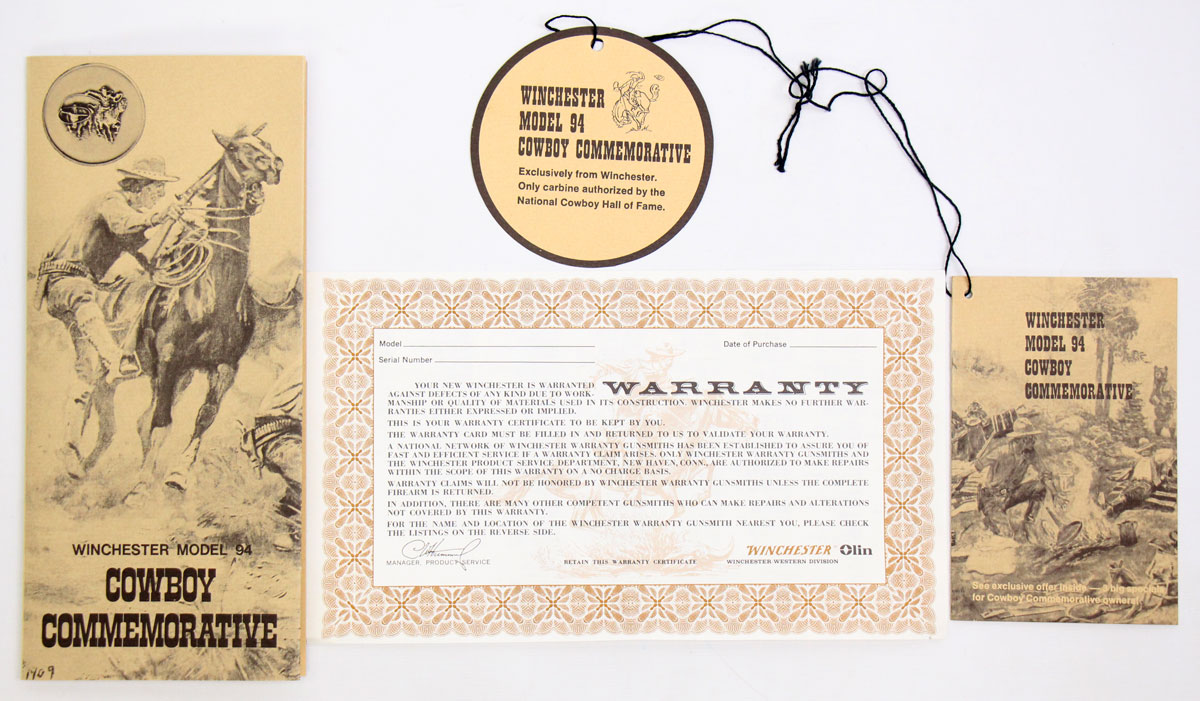 WINCHESTER MODEL 94
COWBOY
COMMEMORATIVE
1969
WINCHESTER
MODEL 94
COWBOY COMMEMORATIVE
Exclusively from Winchester.
Only carbine authorized by the
National Cowboy Hall of Fame.
Model
Date of Purchase
Serial Number
WARRANTY
YOUR NEW WINCHESTER IS WARRANTED
AGAINST DEFECTS OF ANY KIND DUE TO WORK-
MANSHIP OR QUALITY OF MATERIALS USED IN ITS CONSTRUCTION. WINCHESTER MAKES NO FURTHER WAR-
RANTIES EITHER EXPRESSED OR IMPLIED.
THIS IS YOUR WARRANTY CERTIFICATE TO BE KEPT BY YOU.
THE WARRANTY CARD MUST BE FILLED IN AND RETURNED TO US TO VALIDATE YOUR WARRANTY.
A NATIONAL NETWORK OF WINCHESTER WARRANTY GUNSMITHS HAS BEEN ESTABLISHED TO ASSURE YOU OF
FAST AND EFFICIENT SERVICE IF A WARRANTY CLAIM ARISES. ONLY WINCHESTER WARRANTY GUNSMITHS AND
THE WINCHESTER PRODUCT SERVICE DEPARTMENT, NEW HAVEN, CONN., ARE AUTHORIZED TO MAKE REPAIRS
WITHIN THE SCOPE OF THIS WARRANTY ON A NO CHARGE BASIS.
WARRANTY CLAIMS WILL NOT BE HONORED BY WINCHESTER WARRANTY GUNSMITHS UNLESS THE COMPLETE
FIREARM IS RETURNED.
IN ADDITION, THERE ARE MANY OTHER COMPETENT GUNSMITHS WHO CAN MAKE REPAIRS AND ALTERATIONS
NOT COVERED BY THIS WARRANTY.
FOR THE NAME AND LOCATION OF THE WINCHESTER WARRANTY GUNSMITH NEAREST YOU, PLEASE CHECK
THE LISTINGS ON THE REVERSE SIDE.
MANAGER, PRODUCT SERVICE
RETAIN THIS WARRANTY CERTIFICATE
WINCHESTER Olin
WINCHESTER WESTERN DIVISION
WINCHESTER
MODEL 94
COWBOY
COMMEMORATIVE
See exclusive offer inside — a big special
for Cowboy Commemorative owners!